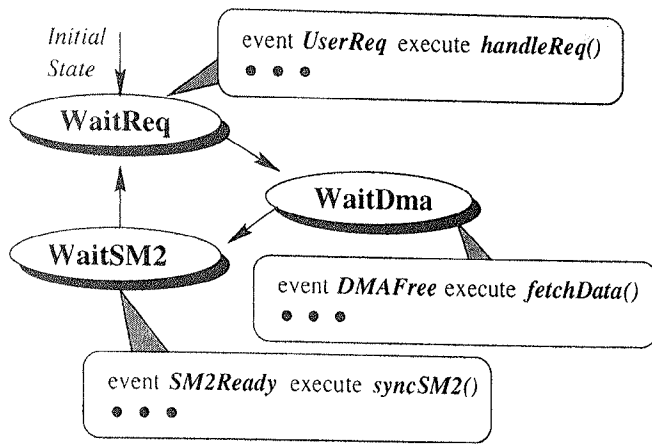 Initial
State
event UserReq execute handleReq()
• • •
WaitReq
WaitDma
WaitSM2
event DMAFree execute fetchData()
• • •
event SM2Ready execute syncSM2()
• • •